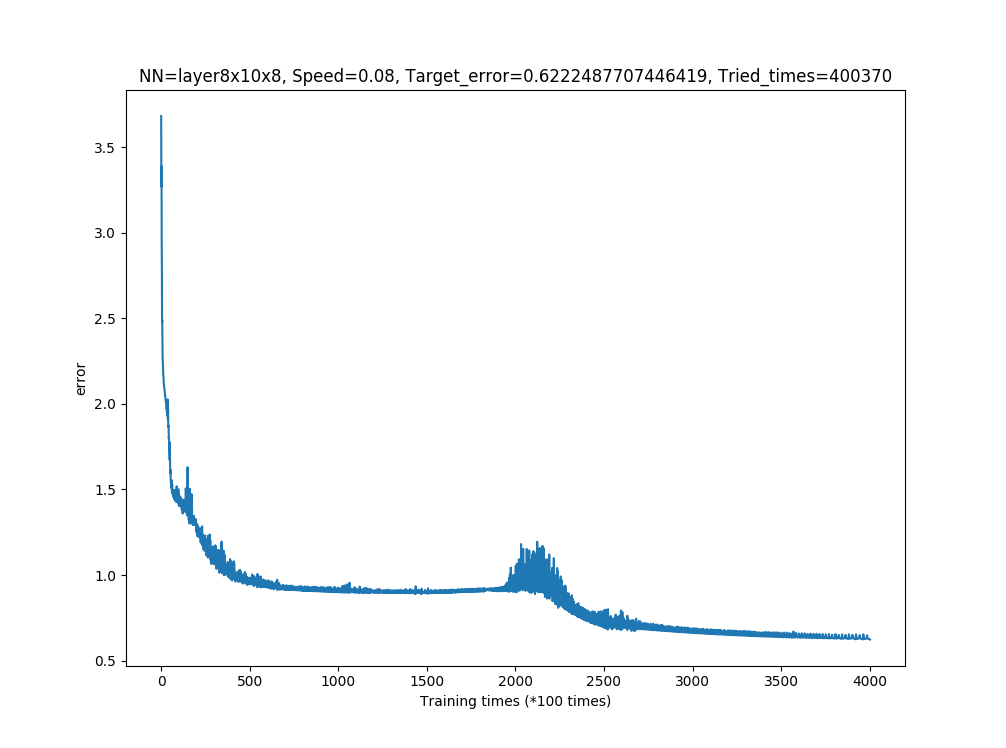 NN=layer8x10x8, Speed=0.08, Target_error=0.6222487707446419, Tried_times=400370
3.5
3.0
2.5
2.0
1.5
1.0
0.5
error
0 500 1000 1500 2000 2500 3000 3500 4000
Training times (*100 times)